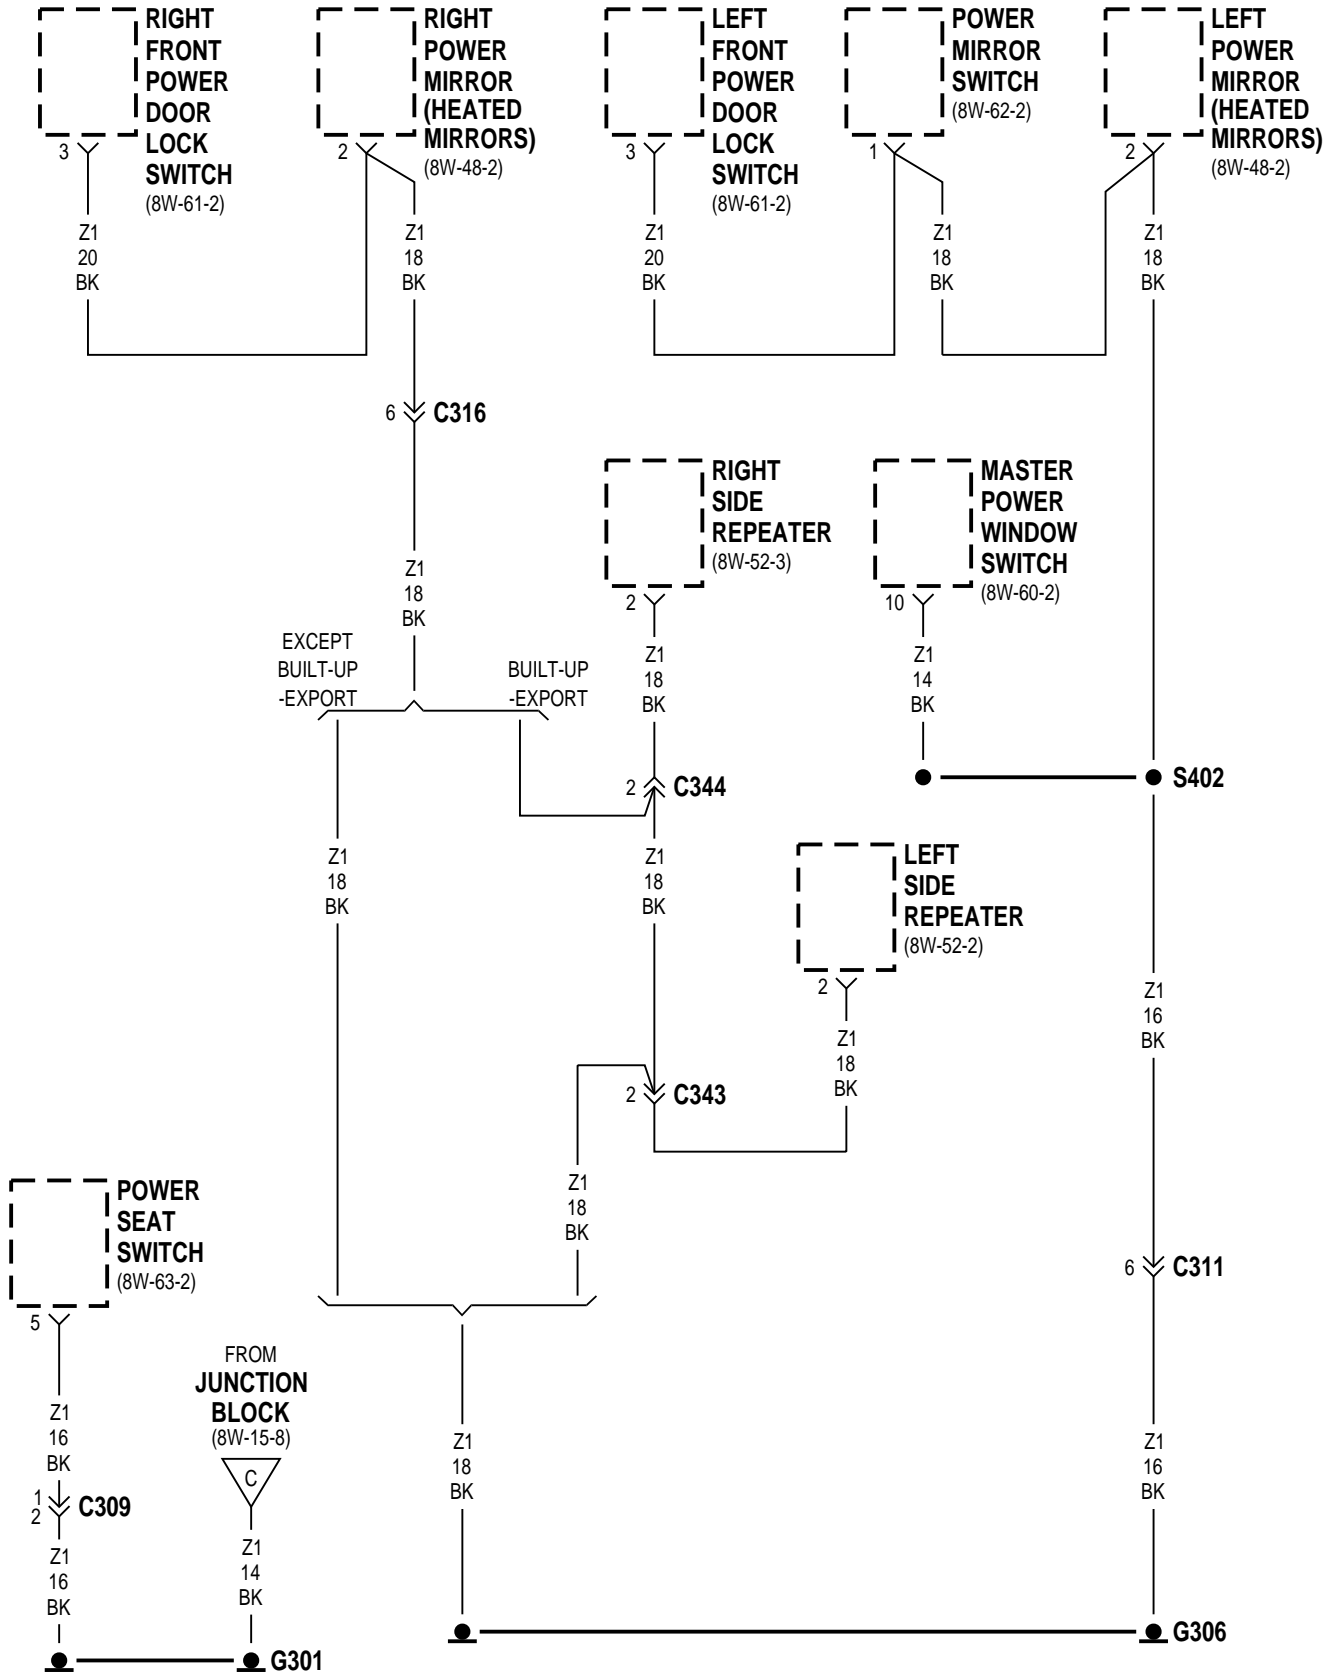 RIGHT
FRONT
POWER
DOOR
LOCK
SWITCH
(8W-61-2)
3
Z1
20
BK
RIGHT
POWER
MIRROR
(HEATED
MIRRORS)
(8W-48-2)
2
Z1
18
BK
LEFT
FRONT
POWER
DOOR
LOCK
SWITCH
(8W-61-2)
3
Z1
20
BK
POWER
MIRROR
SWITCH
(8W-62-2)
1
Z1
18
BK
LEFT
POWER
MIRROR
(HEATED
MIRRORS)
(8W-48-2)
2
Z1
18
BK
6 C316
Z1
18
BK
RIGHT
SIDE
REPEATER
(8W-52-3)
2
Z1
18
BK
MASTER
POWER
WINDOW
SWITCH
(8W-60-2)
10
Z1
14
BK
EXCEPT
BUILT-UP
-EXPORT
BUILT-UP
-EXPORT
2 C344
S402
Z1
18
BK
Z1
18
BK
LEFT
SIDE
REPEATER
(8W-52-2)
2
Z1
18
BK
Z1
16
BK
2 C343
Z1
18
BK
POWER
SEAT
SWITCH
(8W-63-2)
5
6 C311
FROM
JUNCTION
BLOCK
(8W-15-8)
C
Z1
16
BK
1
2
C309
Z1
16
BK
Z1
14
BK
Z1
18
BK
Z1
16
BK
G306
G301